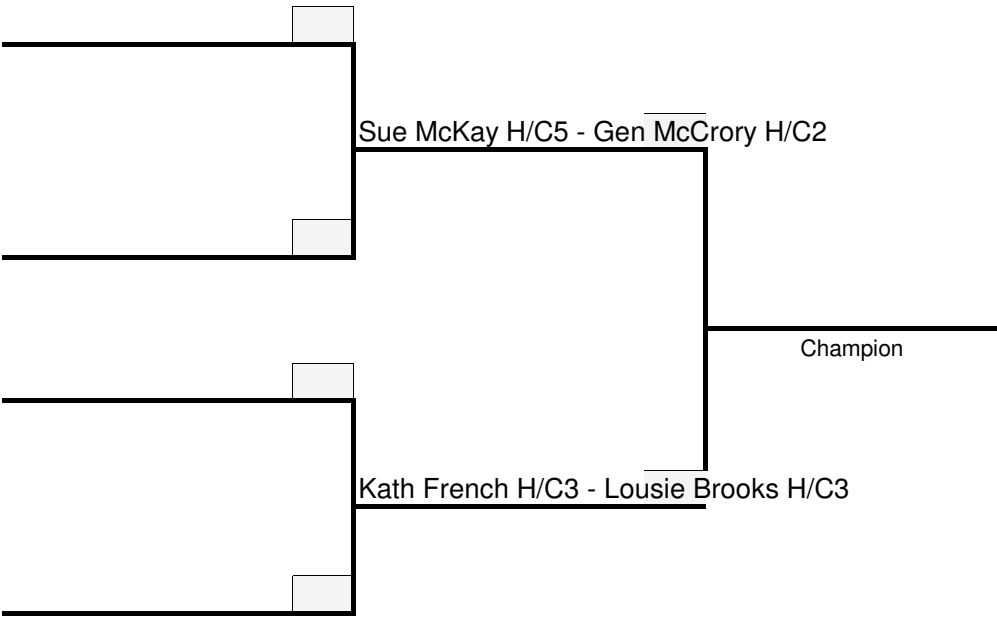 Sue McKay H/C5 - Gen McCrory H/C2
Champion
Kath French H/C3 - Lousie Brooks H/C3